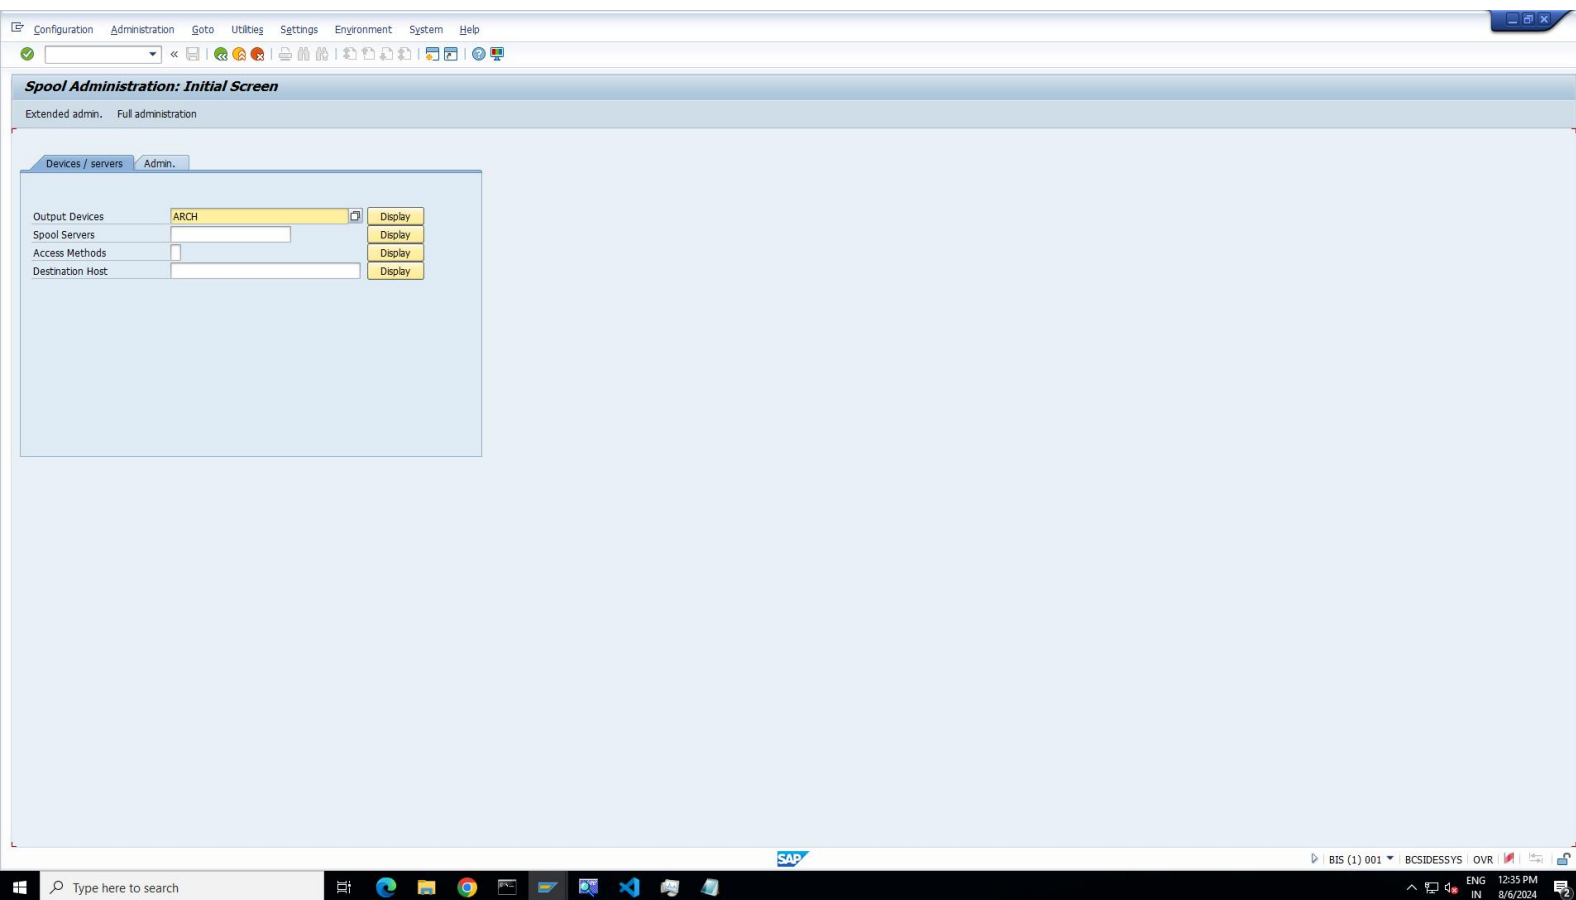 Configuration Administration Goto Utilities Settings Environment System Help
Spool Administration: Initial Screen
Extended admin. Full administration
Devices / servers Admin.
Output Devices ARCH Display
Spool Servers Display
Access Methods Display
Destination Host Display
SAP
BIS (1) 001 BCSIDESSYS OVR
Type here to search
ENG 12:35 PM
IN 8/6/2024
2